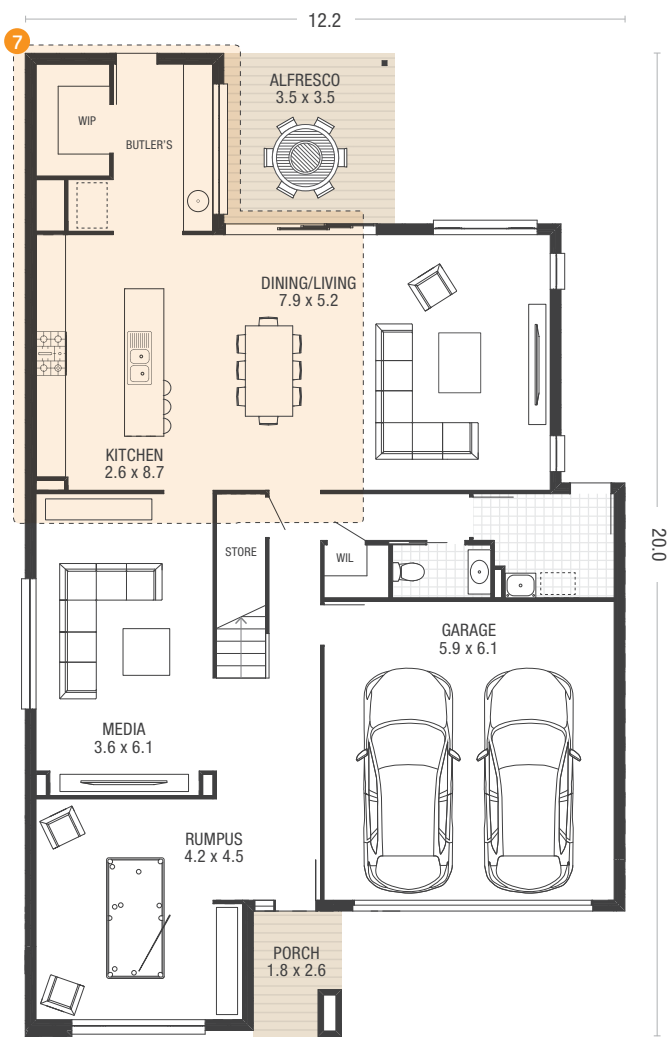 12.2
7
ALFRESCO
3.5 x 3.5
WIP
BUTLER'S
DINING/LIVING
7.9 x 5.2
KITCHEN
2.6 x 8.7
20.0
STORE
WIL
GARAGE
5.9 x 6.1
MEDIA
3.6 x 6.1
RUMPUS
4.2 x 4.5
PORCH
1.8 x 2.6